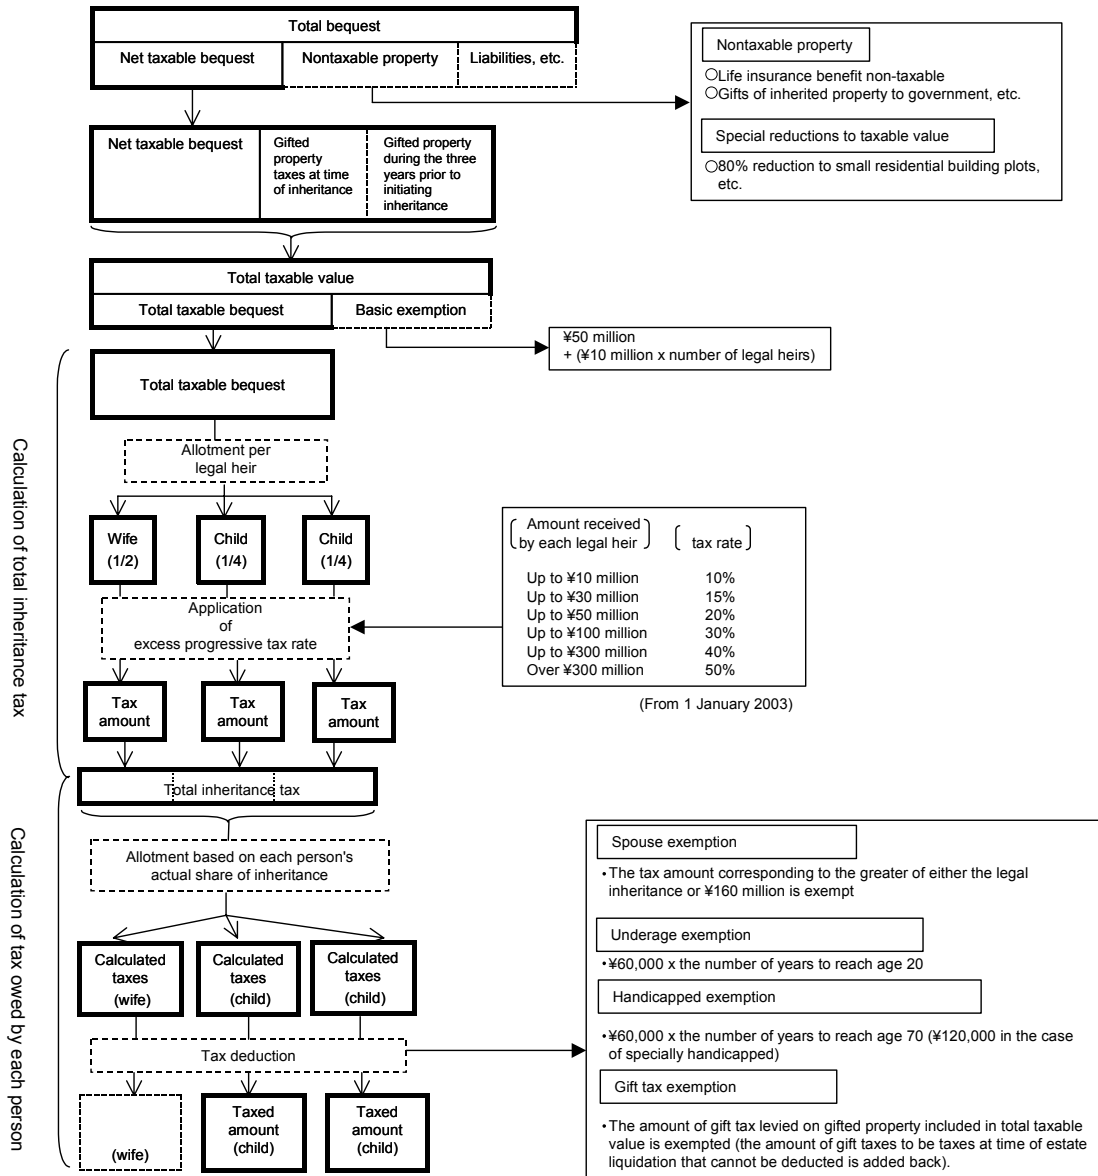 Total bequest
Net taxable bequest
Nontaxable property
Liabilities, etc.
Nontaxable property
○Life insurance benefit non-taxable
○Gifts of inherited property to government, etc.
Special reductions to taxable value
○80% reduction to small residential building plots,
etc.
Net taxable bequest
Gifted
property
taxes at time
of inheritance
Gifted property
during the three
years prior to
initiating
inheritance
Total taxable value
Total taxable bequest
Basic exemption
¥50 million
+ (¥10 million x number of legal heirs)
Calculation of total inheritance tax
Total taxable bequest
Allotment per
legal heir
Wife
(1/2)
Child
(1/4)
Child
(1/4)
Amount received
by each legal heir
tax rate
Up to ¥10 million 10%
Up to ¥30 million 15%
Up to ¥50 million 20%
Up to ¥100 million 30%
Up to ¥300 million 40%
Over ¥300 million 50%
(From 1 January 2003)
Application
of
excess progressive tax rate
Tax
amount
Tax
amount
Tax
amount
Total inheritance tax
Calculation of tax owed by each person
Allotment based on each person's
actual share of inheritance
Calculated
taxes
(wife)
Calculated
taxes
(child)
Calculated
taxes
(child)
Tax deduction
(wife)
Taxed
amount
(child)
Taxed
amount
(child)
Spouse exemption
・The tax amount corresponding to the greater of either the legal
inheritance or ¥160 million is exempt
Underage exemption
・¥60,000 x the number of years to reach age 20
Handicapped exemption
・¥60,000 x the number of years to reach age 70 (¥120,000 in the case
of specially handicapped)
Gift tax exemption
・The amount of gift tax levied on gifted property included in total taxable
value is exempted (the amount of gift taxes to be taxes at time of estate
liquidation that cannot be deducted is added back).